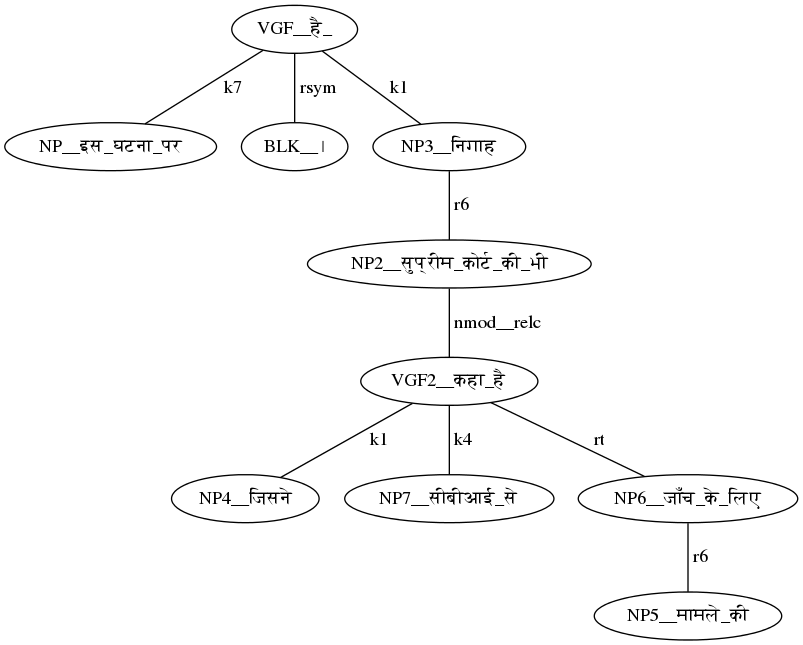 VGF__है_
k7 rsym k1
NP__इस_घटना_पर BLK__। NP3__निगाह
r6
NP2__सुप्रीम_कोर्ट_की_भी
nmod__relc
VGF2__कहा_है
k1 k4 rt
NP4__जिसने NP7__सीबीआई_से NP6__जाँच_के_लिए
r6
NP5__मामले_की